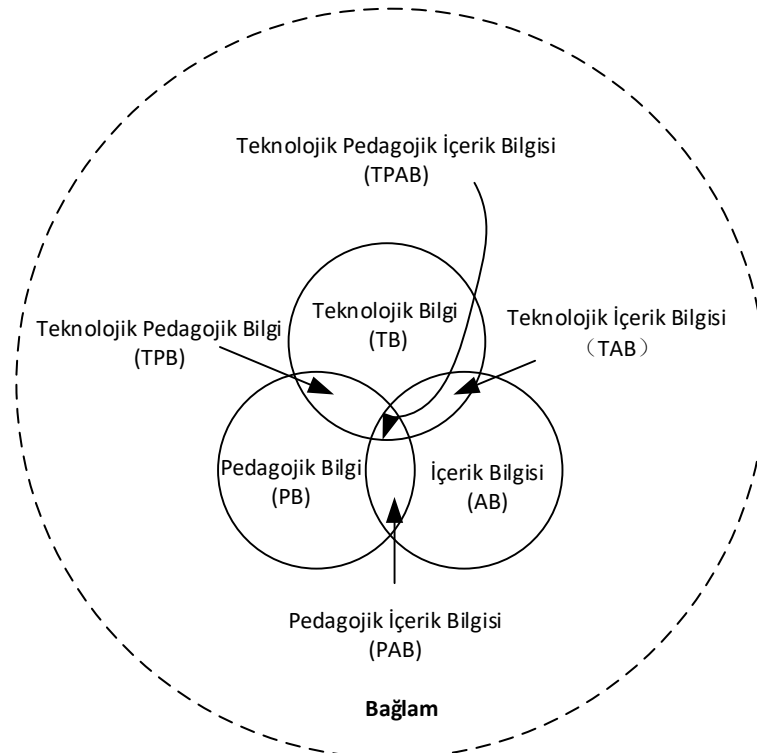 Teknolojik Pedagojik İçerik Bilgisi
(TPAB)
Teknolojik Bilgi
(TB)
Teknolojik Pedagojik Bilgi
(TPB)
Teknolojik İçerik Bilgisi
（TAB）
Pedagojik Bilgi
(PB)
İçerik Bilgisi
(AB)
Pedagojik İçerik Bilgisi
(PAB)
Bağlam